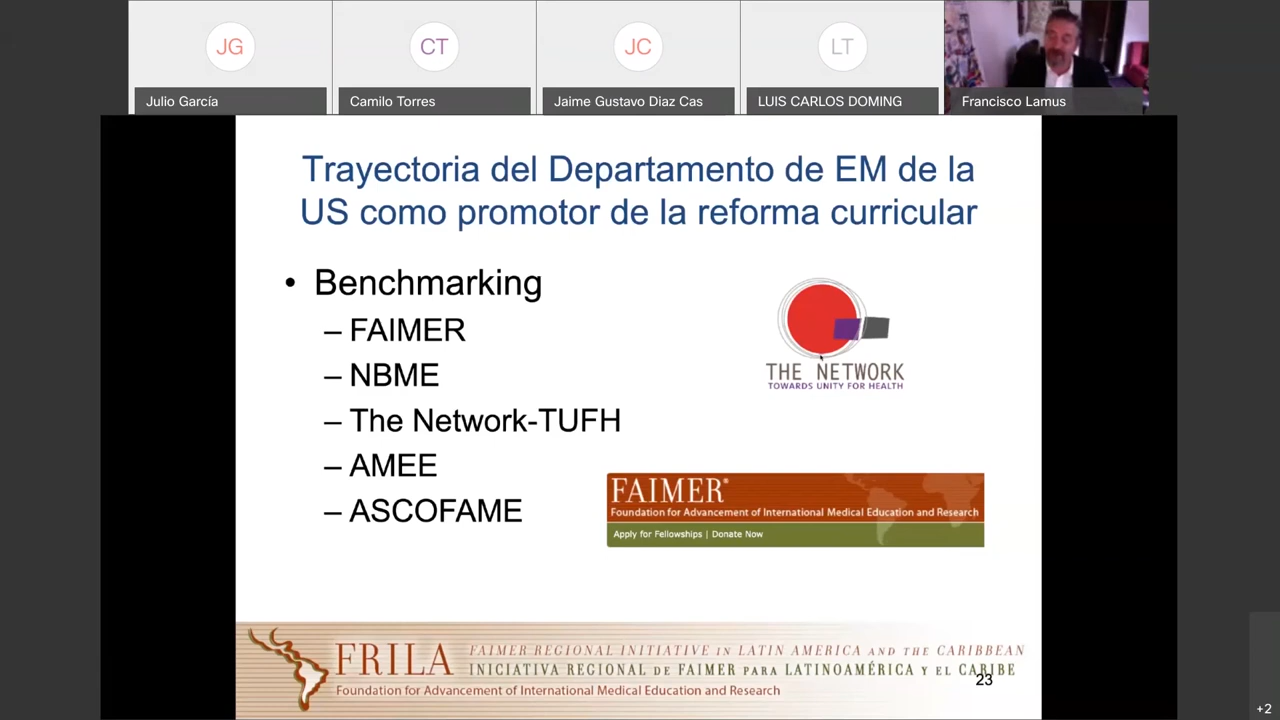 JG
CT
JC
LT
Julio García
Camilo Torres
Jaime Gustavo Diaz Cas
LUIS CARLOS DOMING
Francisco Lamus
Trayectoria del Departamento de EM de la
US como promotor de la reforma curricular
• Benchmarking
– FAIMER
– NBME
– The Network-TUFH
– AMEE
– ASCOFAME
THE NETWORK
TOWARDS UNITY FOR HEALTH
FAIMER®
Foundation for Advancement of International Medical Education and Research
Apply for Fellowships | Donate Now
FRILA
FAIMER REGIONAL INITIATIVE IN LATIN AMERICA AND THE CARIBBEAN
INICIATIVA REGIONAL DE FAIMER PARA LATINOAMÉRICA Y EL CARIBE
Foundation for Advancement of International Medical Education and Research
23
+2